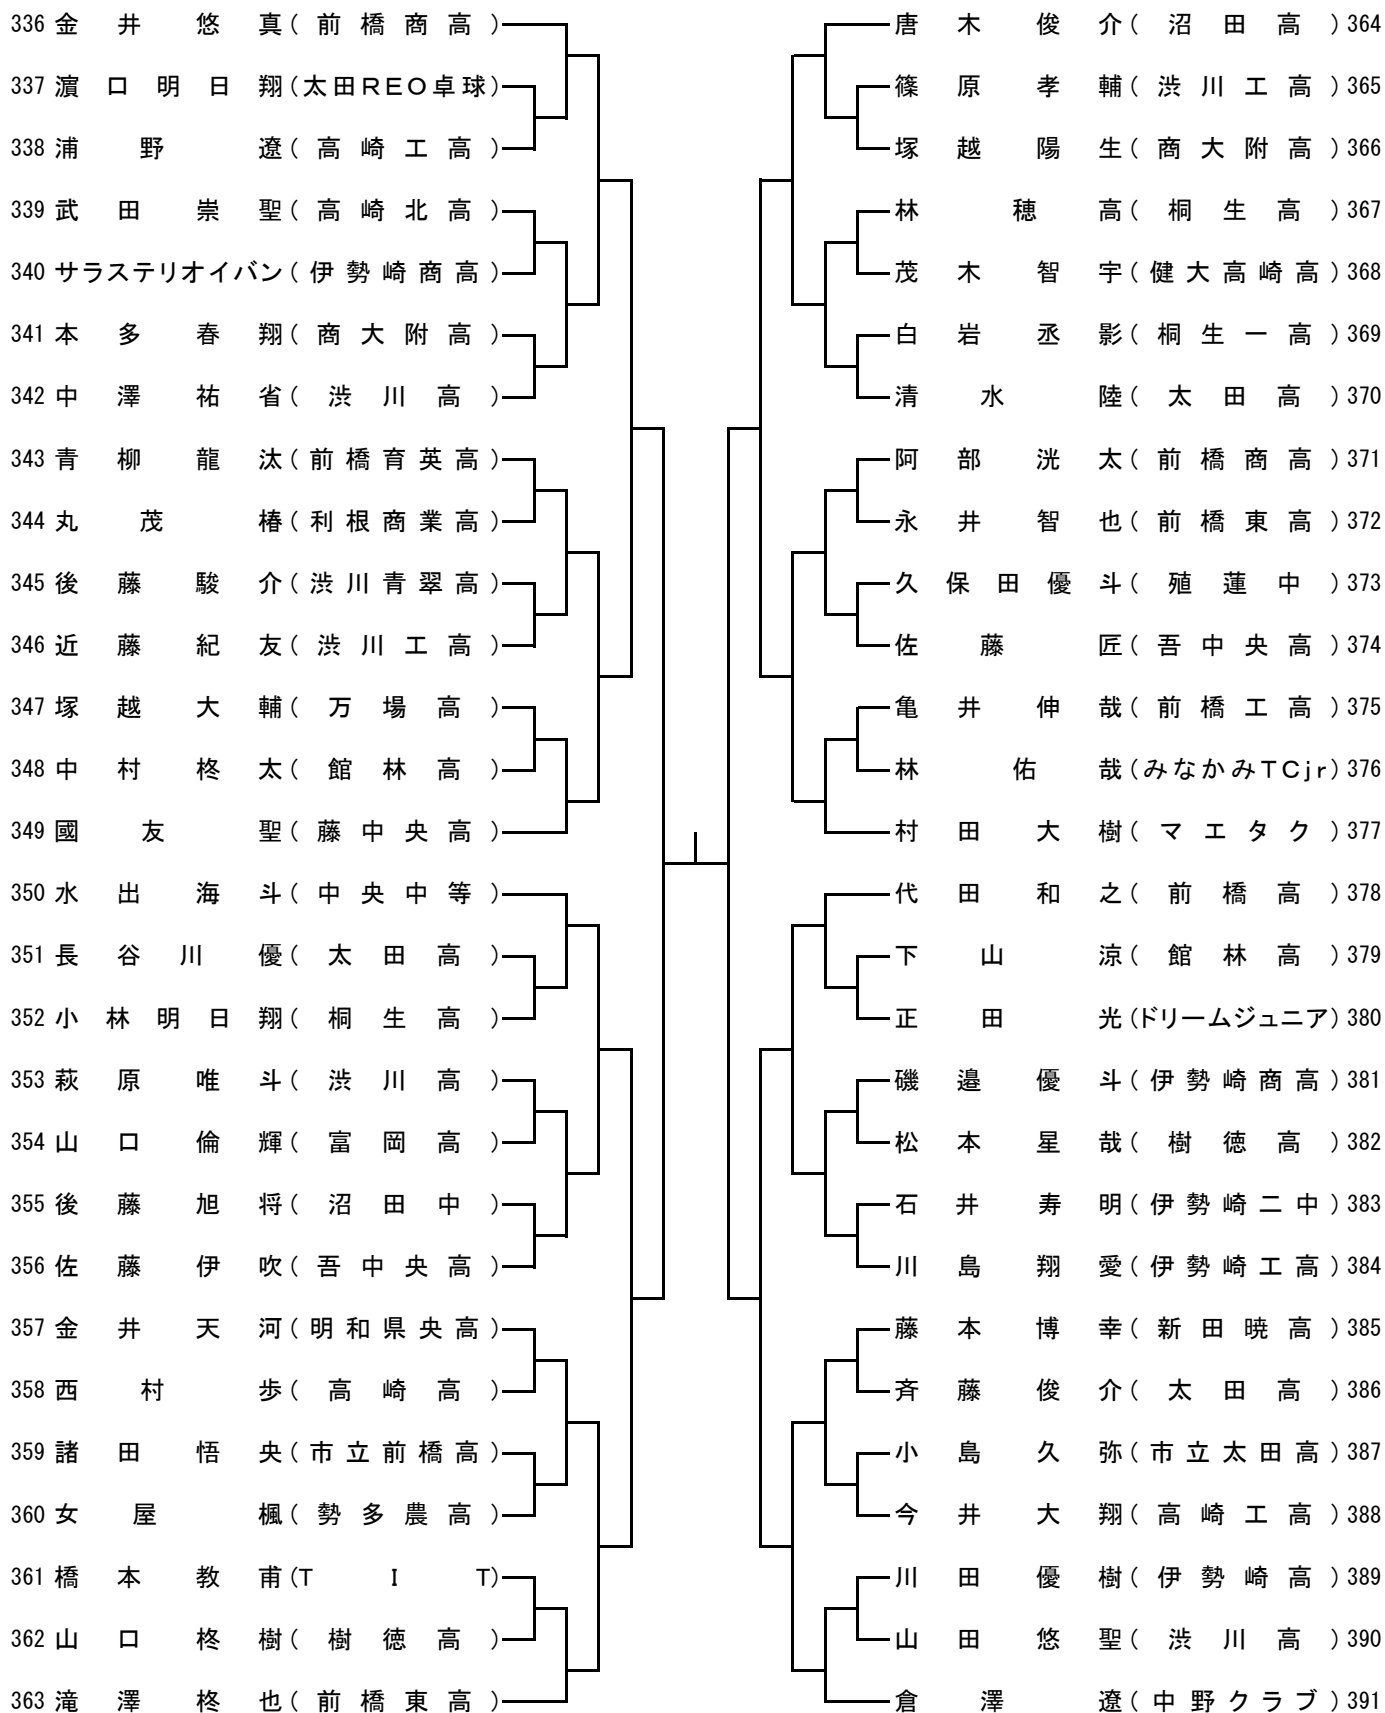 336 金井悠真(前橋商高)
337 濵口明日翔(太田REO卓球)
338 浦野遼(高崎工高)
339 武田崇聖(高崎北高)
340 サラステリオイバン(伊勢崎商高)
341 本多春翔(商大附高)
342 中澤祐省(渋川高)
343 青柳龍汰(前橋育英高)
344 丸茂椿(利根商業高)
345 後藤駿介(渋川青翠高)
346 近藤紀友(渋川工高)
347 塚越大輔(万場高)
348 中村柊太(館林高)
349 國友聖(藤中央高)
350 水出海斗(中央中等)
351 長谷川優(太田高)
352 小林明日翔(桐生高)
353 萩原唯斗(渋川高)
354 山口倫輝(富岡高)
355 後藤旭将(沼田中)
356 佐藤伊吹(吾中央高)
357 金井天河(明和県央高)
358 西村歩(高崎高)
359 諸田悟央(市立前橋高)
360 女屋楓(勢多農高)
361 橋本教甫(TIT)
362 山口柊樹(樹徳高)
363 滝澤柊也(前橋東高)
唐木俊介(沼田高)364
篠原孝輔(渋川工高)365
塚越陽生(商大附高)366
林穂高(桐生高)367
茂木智宇(健大高崎高)368
白岩丞影(桐生一高)369
清水陸(太田高)370
阿部洸太(前橋商高)371
永井智也(前橋東高)372
久保田優斗(殖蓮中)373
佐藤匠(吾中央高)374
亀井伸哉(前橋工高)375
林佑哉(みなかみTCjr)376
村田大樹(マエタク)377
代田和之(前橋高)378
下山涼(館林高)379
正田光(ドリームジュニア)380
磯邉優斗(伊勢崎商高)381
松本星哉(樹徳高)382
石井寿明(伊勢崎二中)383
川島翔愛(伊勢崎工高)384
藤本博幸(新田暁高)385
斉藤俊介(太田高)386
小島久弥(市立太田高)387
今井大翔(高崎工高)388
川田優樹(伊勢崎高)389
山田悠聖(渋川高)390
倉澤遼(中野クラブ)391